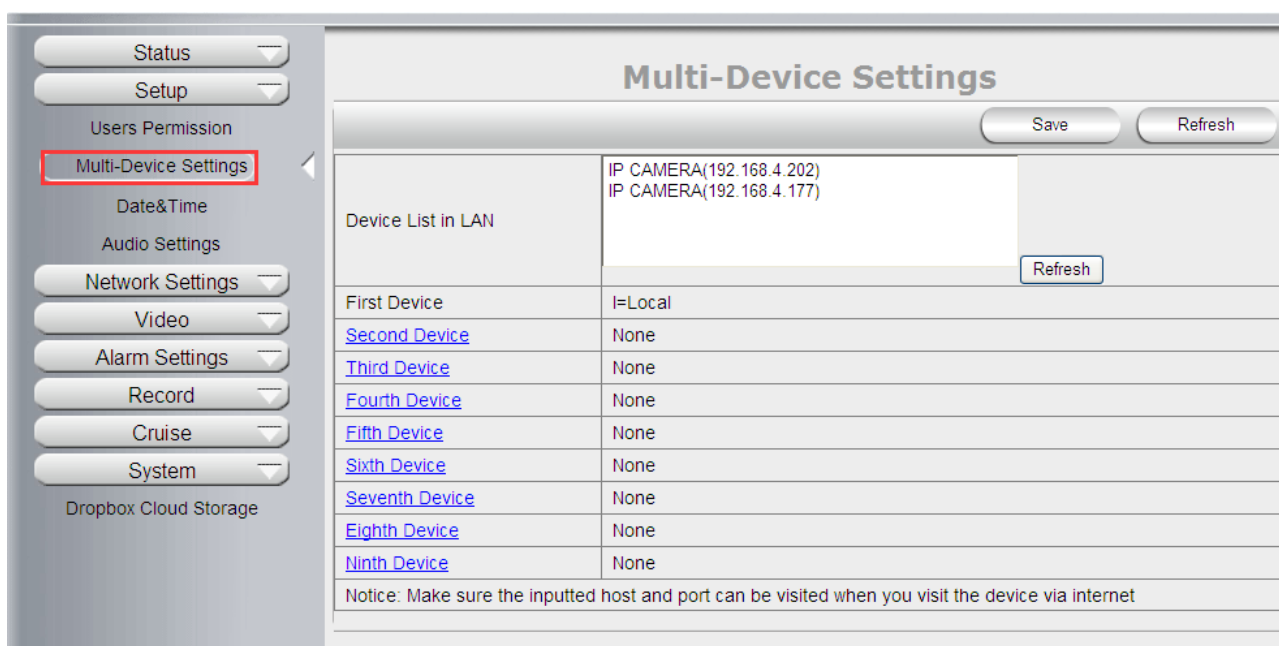 Status
Setup
Users Permission
Multi-Device Settings
Date&Time
Audio Settings
Network Settings
Video
Alarm Settings
Record
Cruise
System
Dropbox Cloud Storage
Multi-Device Settings
Save Refresh
Device List in LAN
IP CAMERA(192.168.4.202)
IP CAMERA(192.168.4.177)
Refresh
First Device I=Local
Second Device None
Third Device None
Fourth Device None
Fifth Device None
Sixth Device None
Seventh Device None
Eighth Device None
Ninth Device None
Notice: Make sure the inputted host and port can be visited when you visit the device via internet